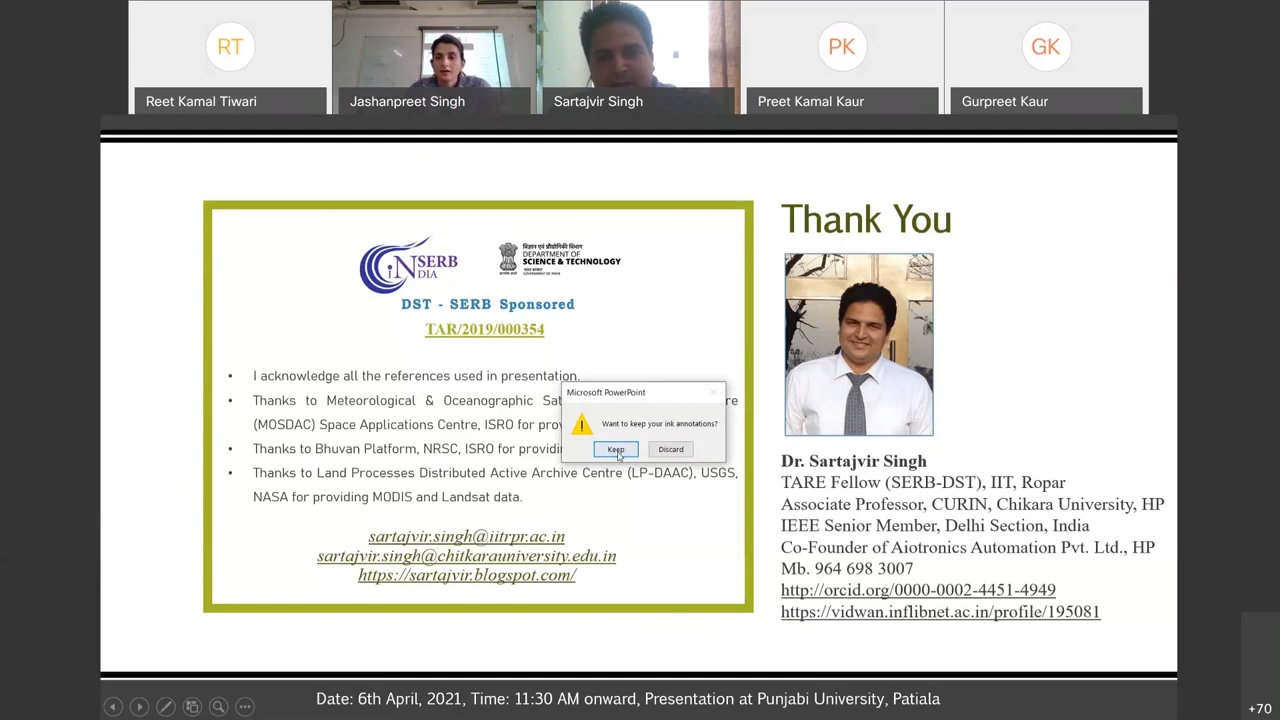 RT
PK
GK
Reet Kamal Tiwari
Jashanpreet Singh
Sartajvir Singh
Preet Kamal Kaur
Gurpreet Kaur
SERB
INDIA
विज्ञान एवं प्रौद्योगिकी विभाग
DEPARTMENT OF
SCIENCE & TECHNOLOGY
DST - SERB Sponsored
TAR/2019/000354
• I acknowledge all the references used in presentation.
• Thanks to Meteorological & Oceanographic Sat re
(MOSDAC) Space Applications Centre, ISRO for prov
• Thanks to Bhuvan Platform, NRSC, ISRO for providi
• Thanks to Land Processes Distributed Active Archive Centre (LP-DAAC), USGS,
NASA for providing MODIS and Landsat data.
sartajvir.singh@iitrpr.ac.in
sartajvir.singh@chitkarauniversity.edu.in
https://sartajvir.blogspot.com/
Microsoft PowerPoint
Want to keep your ink annotations?
Keep
Discard
Thank You
Dr. Sartajvir Singh
TARE Fellow (SERB-DST), IIT, Ropar
Associate Professor, CURIN, Chikara University, HP
IEEE Senior Member, Delhi Section, India
Co-Founder of Aiotronics Automation Pvt. Ltd., HP
Mb. 964 698 3007
http://orcid.org/0000-0002-4451-4949
https://vidwan.inflibnet.ac.in/profile/195081
Date: 6th April, 2021, Time: 11:30 AM onward, Presentation at Punjabi University, Patiala
+70